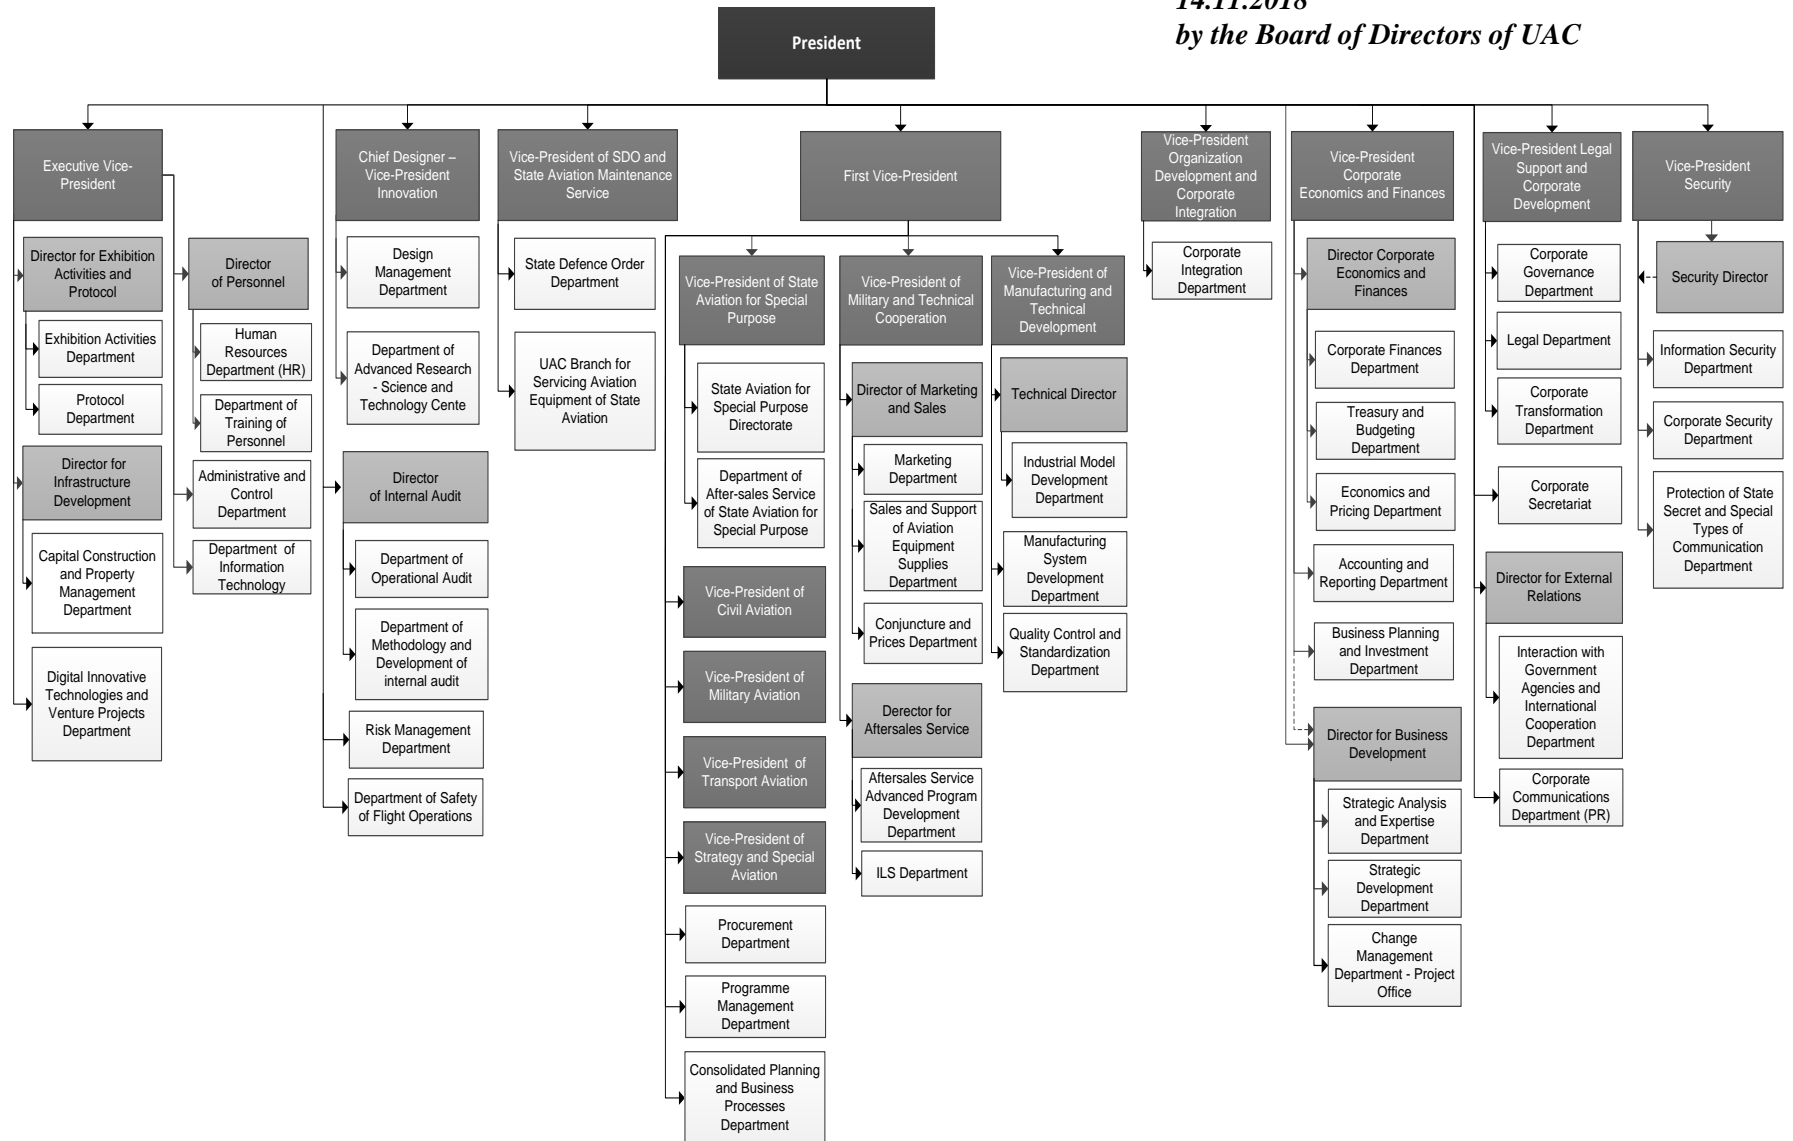 14.11.2018
by the Board of Directors of UAC
President
Executive Vice-
President
Chief Designer –
Vice-President
Innovation
Vice-President of SDO and
State Aviation Maintenance
Service
First Vice-President
Vice-President
Organization
Development and
Corporate
Integration
Vice-President
Corporate
Economics and Finances
Vice-President Legal
Support and
Corporate
Development
Vice-President
Security
Director for Exhibition
Activities and
Protocol
Exhibition Activities
Department
Protocol
Department
Director for
Infrastructure
Development
Capital Construction
and Property
Management
Department
Digital Innovative
Technologies and
Venture Projects
Department
Director
of Personnel
Human
Resources
Department (HR)
Department of
Training of
Personnel
Administrative and
Control
Department
Department of
Information
Technology
Design
Management
Department
Department of
Advanced Research
- Science and
Technology Cente
Director
of Internal Audit
Department of
Operational Audit
Department of
Methodology and
Development of
internal audit
Risk Management
Department
Department of Safety
of Flight Operations
State Defence Order
Department
UAC Branch for
Servicing Aviation
Equipment of State
Aviation
Vice-President of State
Aviation for Special
Purpose
State Aviation for
Special Purpose
Directorate
Department of
After-sales Service
of State Aviation for
Special Purpose
Vice-President of
Civil Aviation
Vice-President of
Military Aviation
Vice-President of
Transport Aviation
Vice-President of
Strategy and Special
Aviation
Procurement
Department
Programme
Management
Department
Consolidated Planning
and Business
Processes
Department
Vice-President of
Military and Technical
Cooperation
Director of Marketing
and Sales
Marketing
Department
Sales and Support
of Aviation
Equipment
Supplies
Department
Conjuncture and
Prices Department
Derector for
Aftersales Service
Aftersales Service
Advanced Program
Development
Department
ILS Department
Vice-President of
Manufacturing and
Technical
Development
Technical Director
Industrial Model
Development
Department
Manufacturing
System
Development
Department
Quality Control and
Standardization
Department
Corporate
Integration
Department
Director Corporate
Economics and
Finances
Corporate Finances
Department
Treasury and
Budgeting
Department
Economics and
Pricing Department
Accounting and
Reporting Department
Business Planning
and Investment
Department
Director for Business
Development
Strategic Analysis
and Expertise
Department
Strategic
Development
Department
Change
Management
Department - Project
Office
Corporate
Governance
Department
Legal Department
Corporate
Transformation
Department
Corporate
Secretariat
Director for External
Relations
Interaction with
Government
Agencies and
International
Cooperation
Department
Corporate
Communications
Department (PR)
Security Director
Information Security
Department
Corporate Security
Department
Protection of State
Secret and Special
Types of
Communication
Department